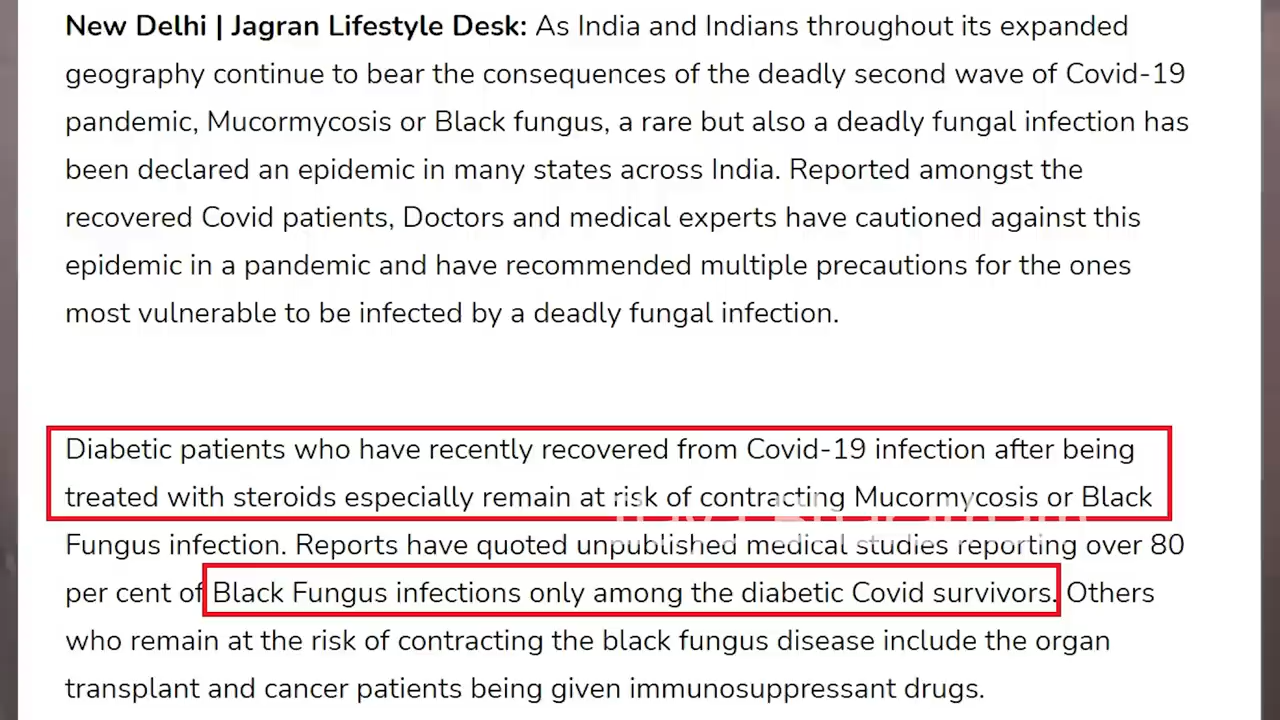 New Delhi | Jagran Lifestyle Desk: As India and Indians throughout its expanded
geography continue to bear the consequences of the deadly second wave of Covid-19
pandemic, Mucormycosis or Black fungus, a rare but also a deadly fungal infection has
been declared an epidemic in many states across India. Reported amongst the
recovered Covid patients, Doctors and medical experts have cautioned against this
epidemic in a pandemic and have recommended multiple precautions for the ones
most vulnerable to be infected by a deadly fungal infection.
Diabetic patients who have recently recovered from Covid-19 infection after being
treated with steroids especially remain at risk of contracting Mucormycosis or Black
Fungus infection. Reports have quoted unpublished medical studies reporting over 80
per cent of Black Fungus infections only among the diabetic Covid survivors. Others
who remain at the risk of contracting the black fungus disease include the organ
transplant and cancer patients being given immunosuppressant drugs.